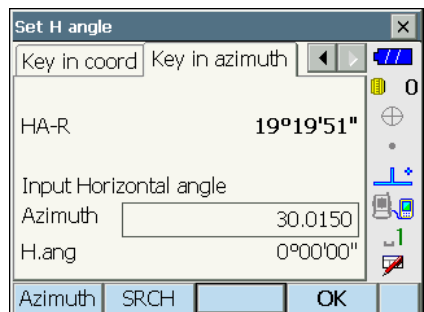 Set H angle
Key in coord Key in azimuth
0
HA-R 19°19'51"
Input Horizontal angle
Azimuth 30.0150
1
H.ang 0°00'00"
Azimuth SRCH OK